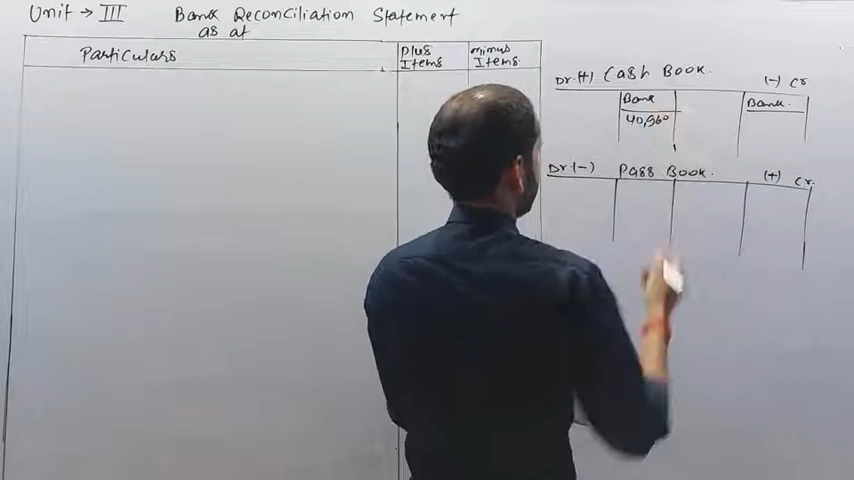 Unit → III Bank Reconciliation Statement
as at
Particulars
Plus Items
minus Items.
Dr.(+) Cash Book. (-) Cr
Bank Bank.
40,960
Dr.(-) Pass Book. (+) Cr.